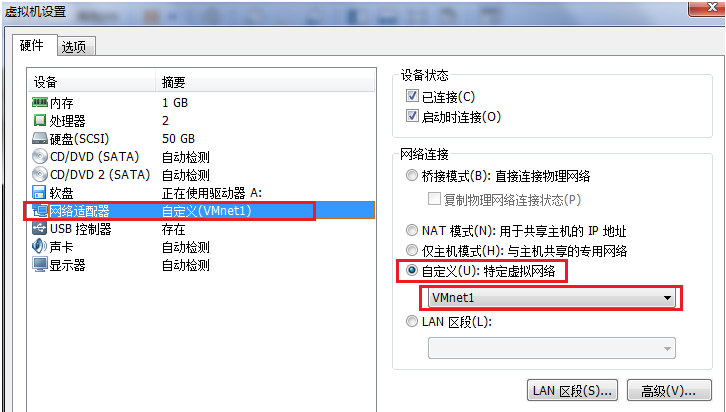 虚拟机设置
硬件 选项
设备 摘要
内存 1 GB
处理器 2
硬盘(SCSI) 50 GB
CD/DVD (SATA) 自动检测
CD/DVD 2 (SATA) 自动检测
软盘 正在使用驱动器 A:
网络适配器 自定义(VMnet1)
USB 控制器 存在
声卡 自动检测
显示器 自动检测
设备状态
已连接(C)
启动时连接(O)
网络连接
桥接模式(B): 直接连接物理网络
复制物理网络连接状态(P)
NAT 模式(N): 用于共享主机的 IP 地址
仅主机模式(H): 与主机共享的专用网络
自定义(U): 特定虚拟网络
VMnet1
LAN 区段(L):
LAN 区段(S)... 高级(V)...